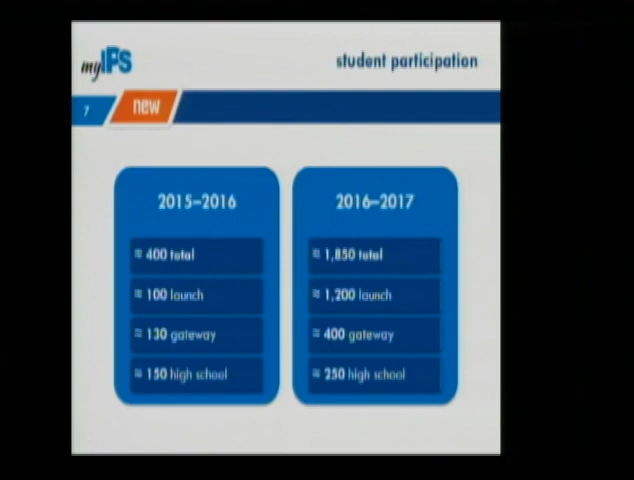 myIPS
student participation
7
new
2015–2016
≈ 400 total
≈ 100 launch
≈ 130 gateway
≈ 150 high school
2016–2017
≈ 1,850 total
≈ 1,200 launch
≈ 400 gateway
≈ 250 high school